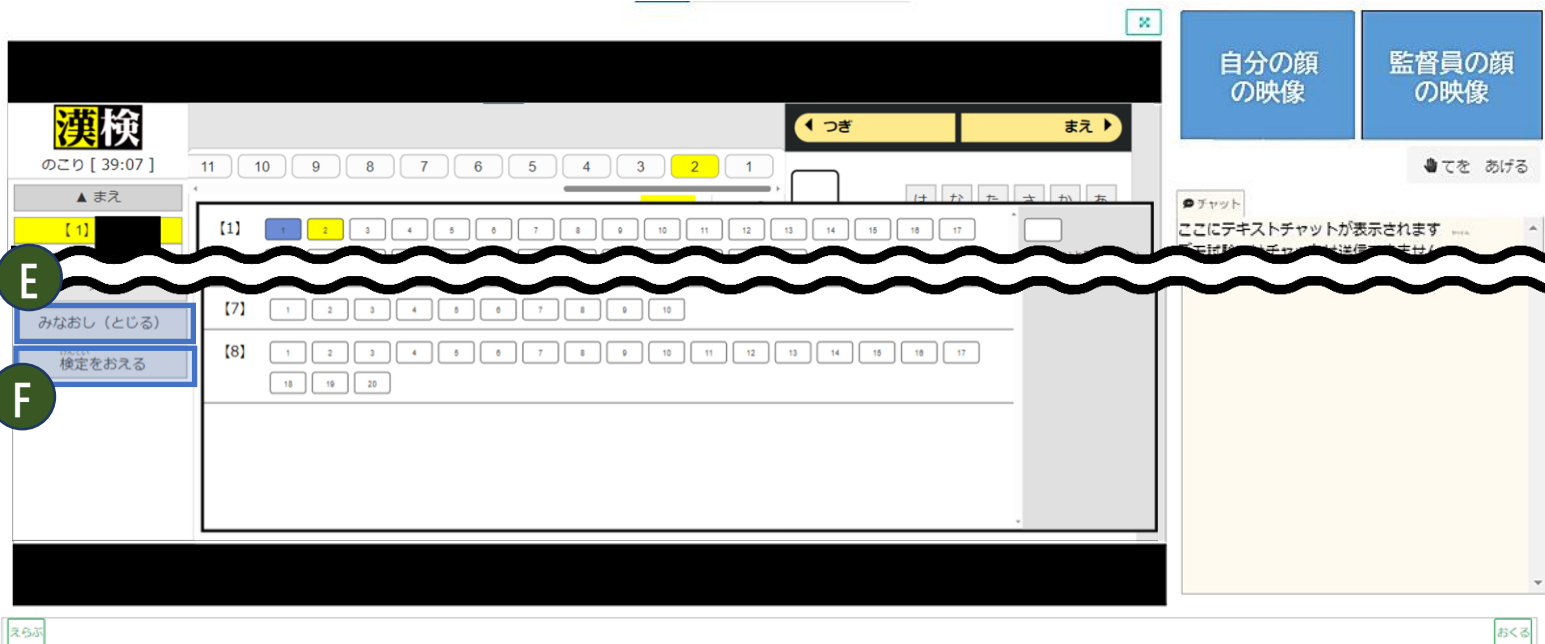 自分の顔
の映像
監督員の顔
の映像
漢検
のこり [ 39:07 ]
つぎ
まえ
11 10 9 8 7 6 5 4 3 2 1
てを あげる
▲ まえ
は な た さ か あ
チャット
【 1】
【1】 1 2 3 4 5 6 7 8 9 10 11 12 13 14 15 16 17
ここにテキストチャットが表示されます
E
【7】 1 2 3 4 5 6 7 8 9 10
みなおし（とじる）
【8】 1 2 3 4 5 6 7 8 9 10 11 12 13 14 15 16 17
18 19 20
けんてい
検定をおえる
F
えらぶ
おくる